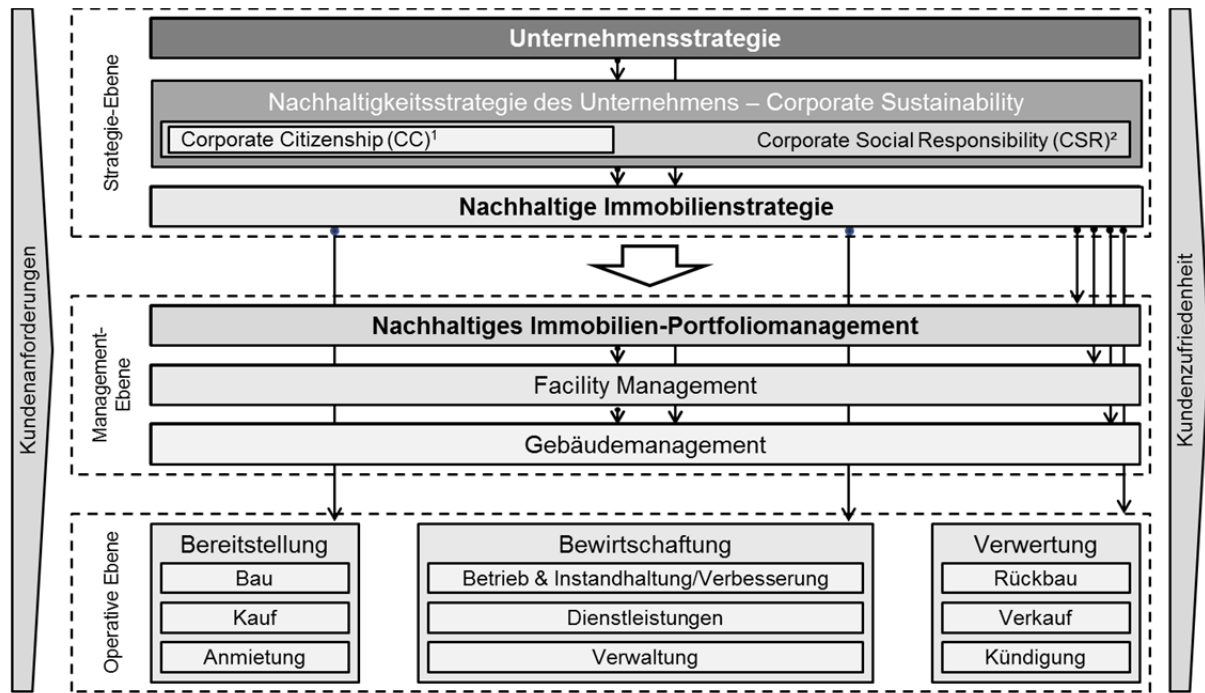 Kundenanforderungen
Strategie-Ebene
Unternehmensstrategie
Nachhaltigkeitsstrategie des Unternehmens – Corporate Sustainability
Corporate Citizenship (CC)¹
Corporate Social Responsibility (CSR)²
Nachhaltige Immobilienstrategie
Management-
Ebene
Nachhaltiges Immobilien-Portfoliomanagement
Facility Management
Gebäudemanagement
Operative Ebene
Bereitstellung
Bau
Kauf
Anmietung
Bewirtschaftung
Betrieb & Instandhaltung/Verbesserung
Dienstleistungen
Verwaltung
Verwertung
Rückbau
Verkauf
Kündigung
Kundenzufriedenheit